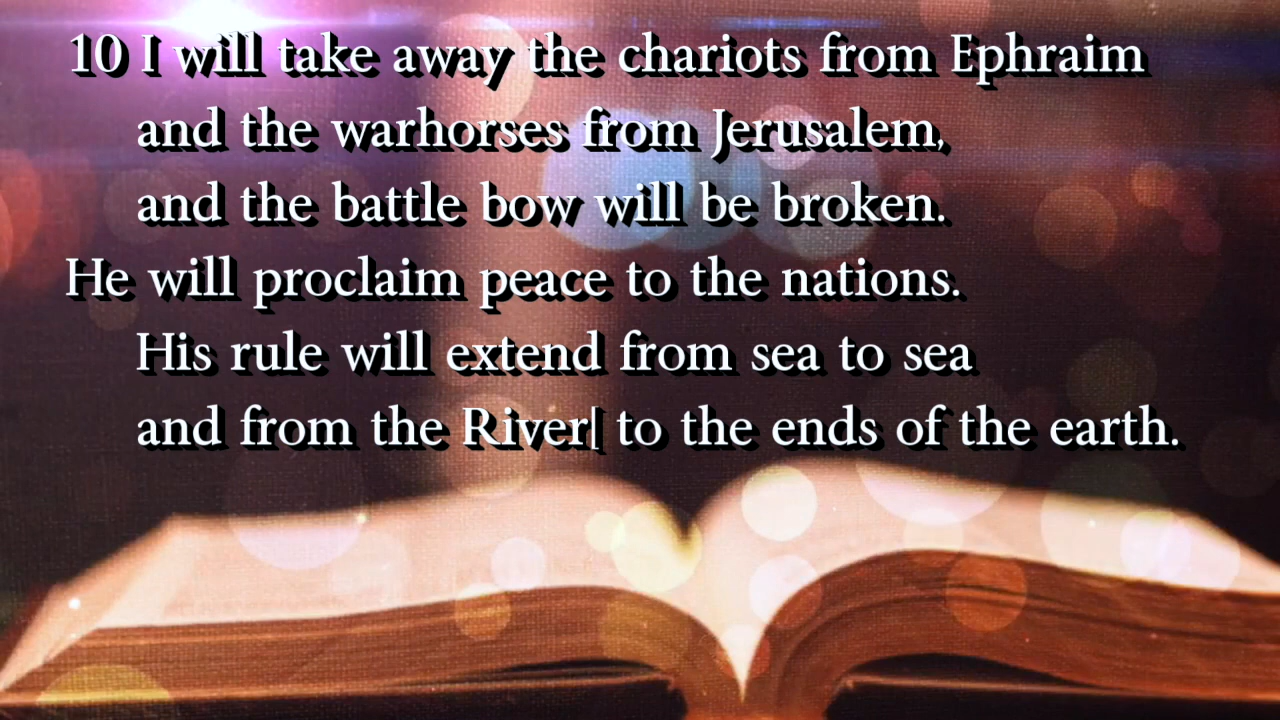 10 I will take away the chariots from Ephraim
and the warhorses from Jerusalem,
and the battle bow will be broken.
He will proclaim peace to the nations.
His rule will extend from sea to sea
and from the River[ to the ends of the earth.